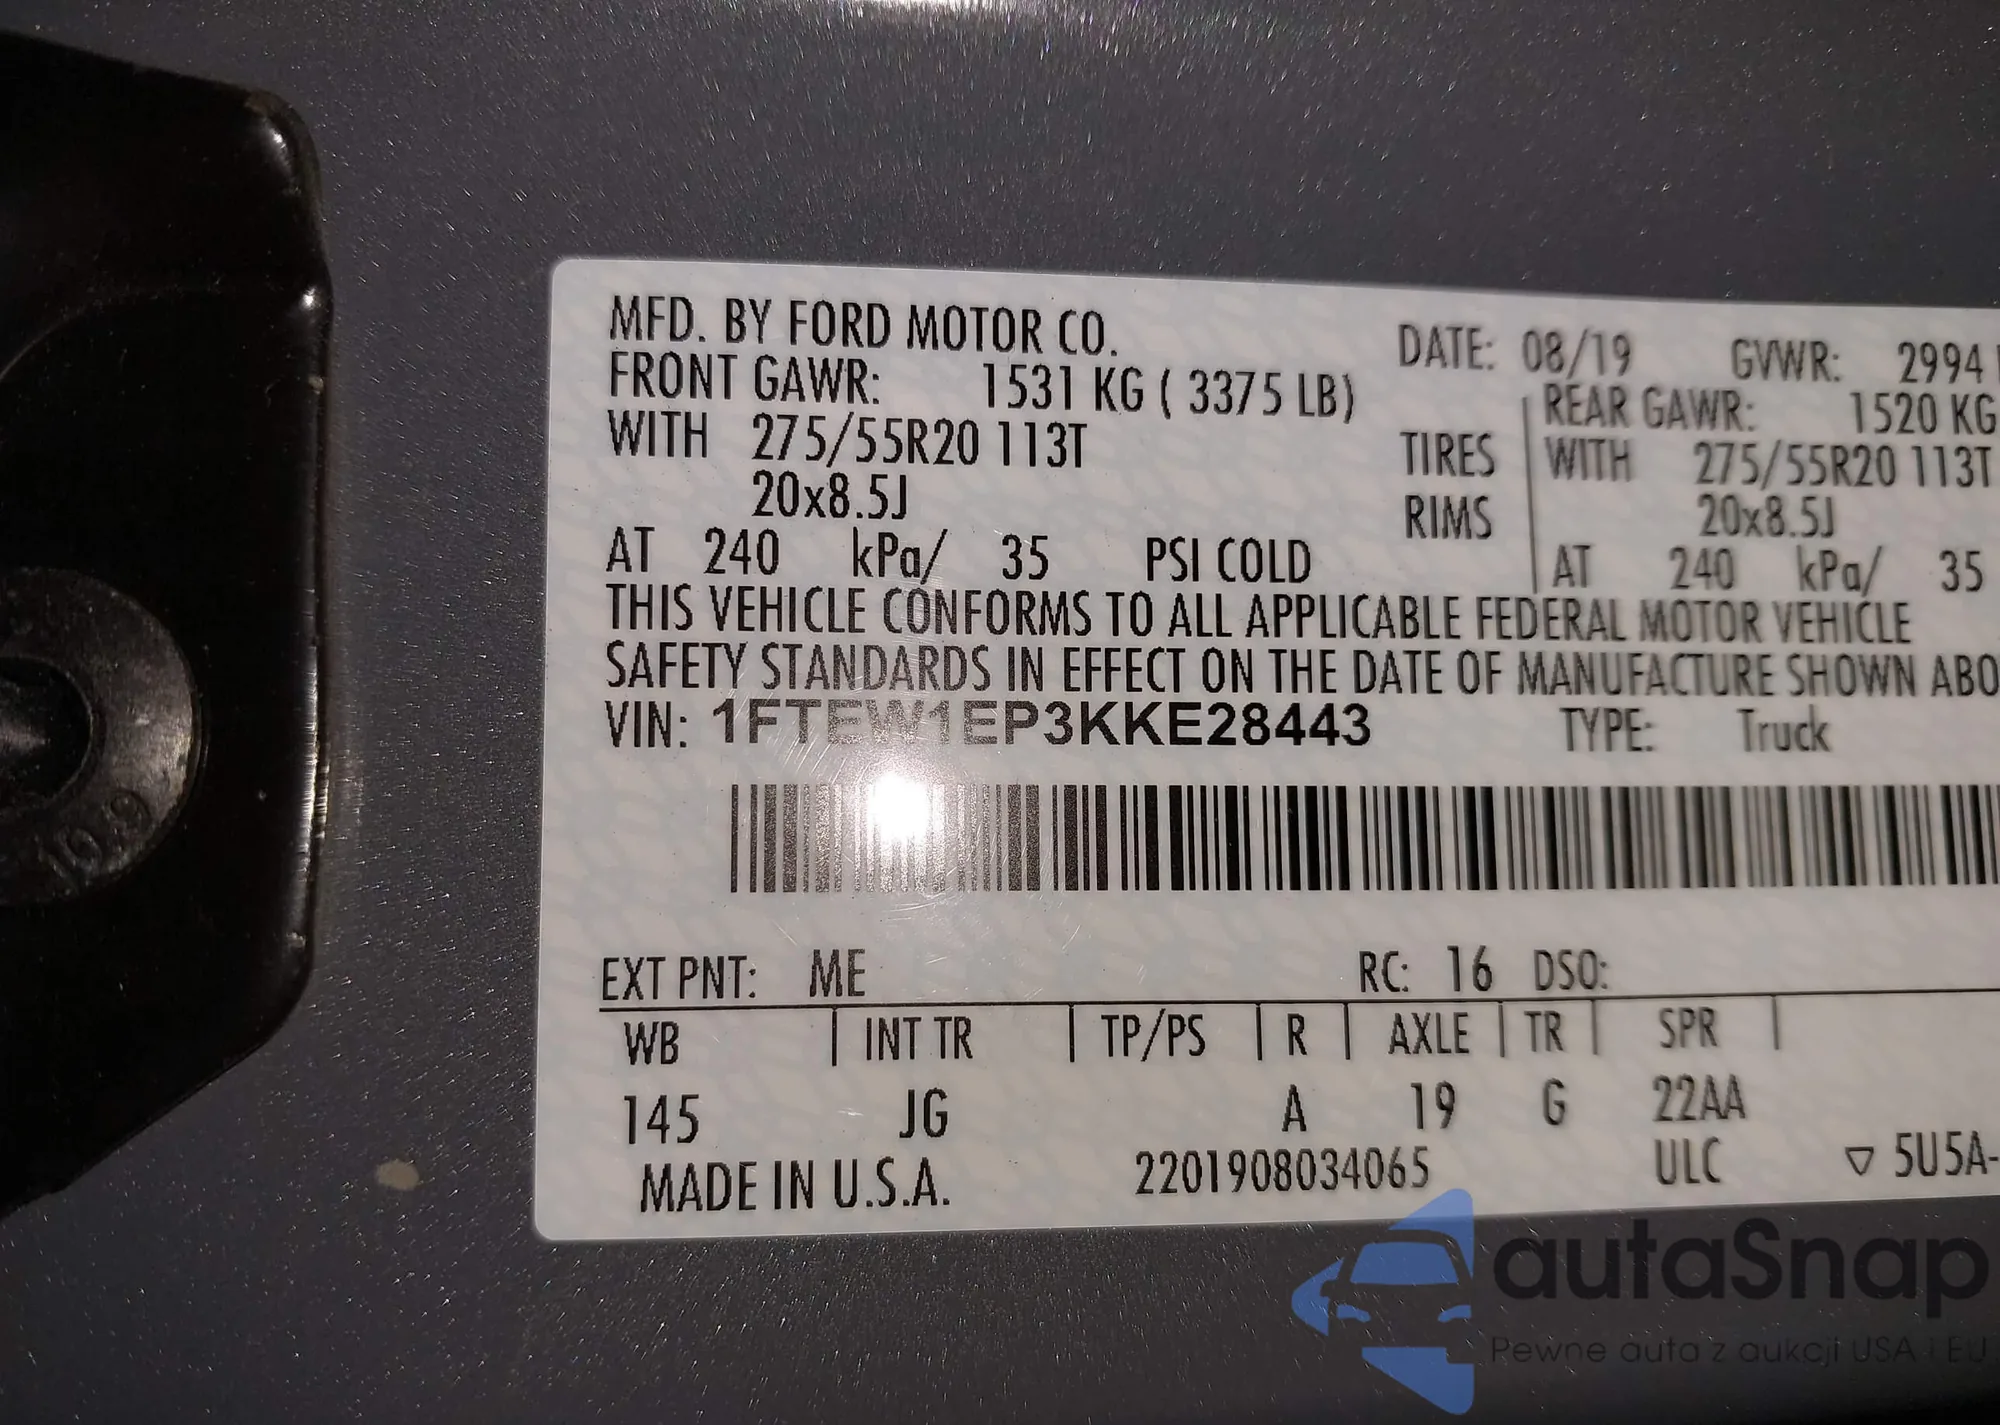 MFD. BY FORD MOTOR CO. DATE: 08/19 GVWR: 2994
FRONT GAWR: 1531 KG ( 3375 LB) REAR GAWR: 1520 KG
WITH 275/55R20 113T TIRES WITH 275/55R20 113T
20x8.5J RIMS 20x8.5J
AT 240 kPa/ 35 PSI COLD AT 240 kPa/ 35
THIS VEHICLE CONFORMS TO ALL APPLICABLE FEDERAL MOTOR VEHICLE
SAFETY STANDARDS IN EFFECT ON THE DATE OF MANUFACTURE SHOWN ABO
VIN: 1FTEW1EP3KKE28443 TYPE: Truck
EXT PNT: ME RC: 16 DSO:
WB INT TR TP/PS R AXLE TR SPR
145 JG A 19 G 22AA
MADE IN U.S.A. 2201908034065 ULC ▽ 5U5A-
10.9
autaSnap
Pewne auta z aukcji USA i EU